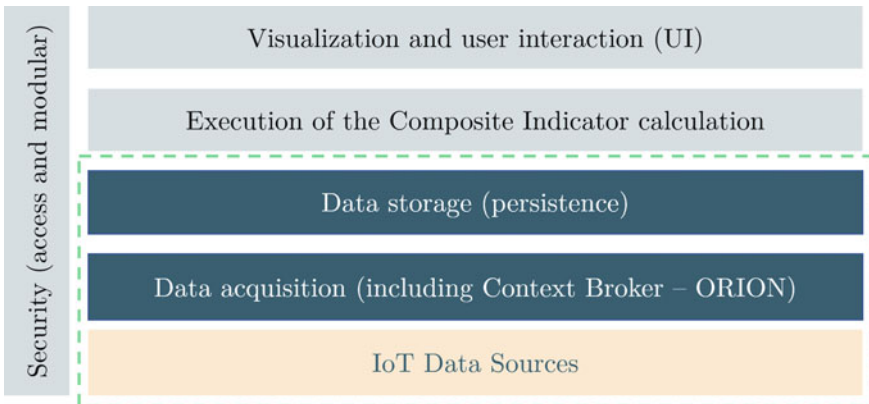 Security (access and modular)
Visualization and user interaction (UI)
Execution of the Composite Indicator calculation
Data storage (persistence)
Data acquisition (including Context Broker – ORION)
IoT Data Sources